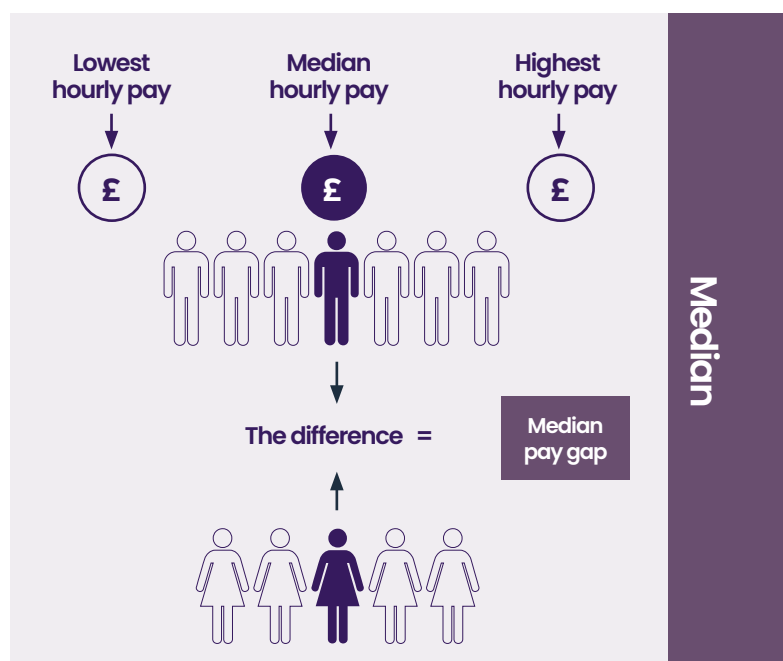 Lowest
hourly pay
Median
hourly pay
Highest
hourly pay
£
£
£
The difference =
Median
pay gap
Median